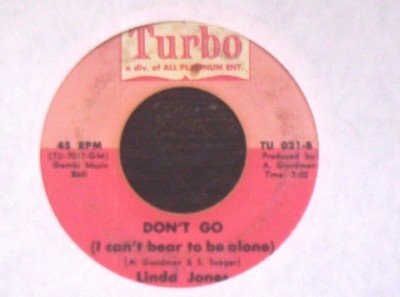 Turbo
a div. of ALL PLATINUM ENT.
45 RPM
(TU-7017-GM)
Gambi Music
BMI
TU 021-B
Produced by
A. Goodman
Time: 3:02
DON'T GO
(I can't bear to be alone)
(A. Goodman & S. Seeger)
Linda Jones